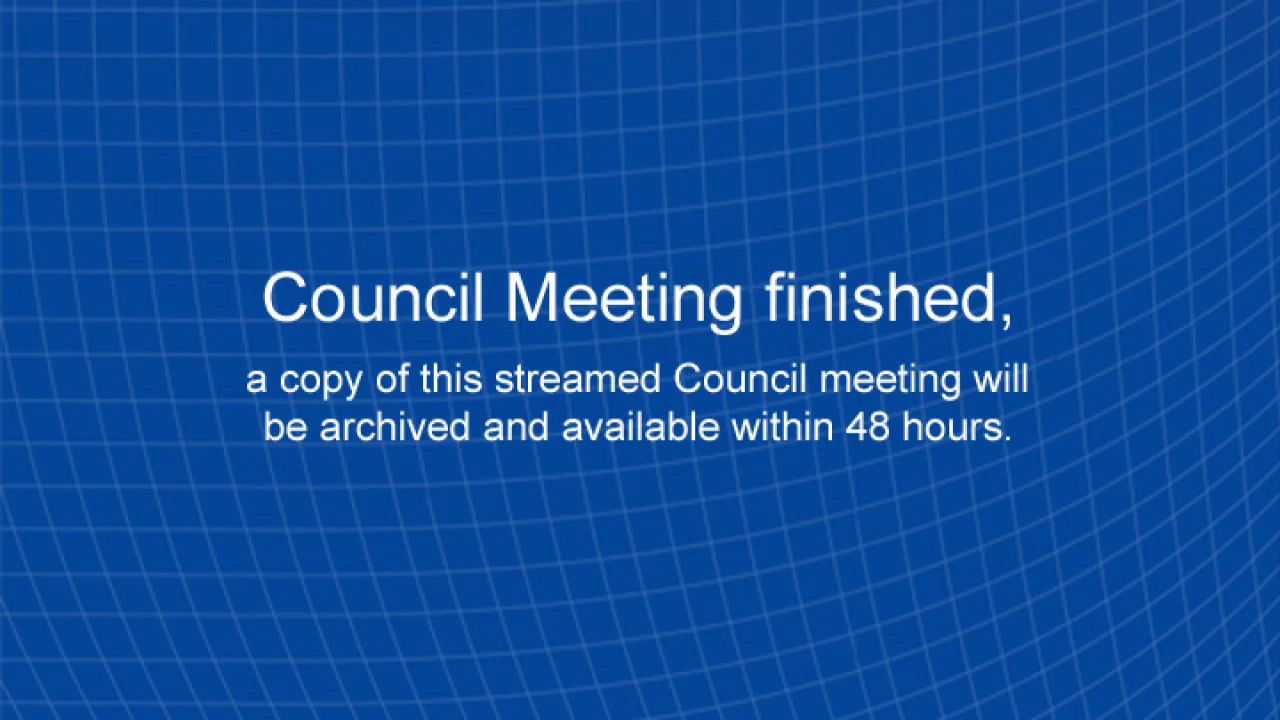 Council Meeting finished,
a copy of this streamed Council meeting will
be archived and available within 48 hours.